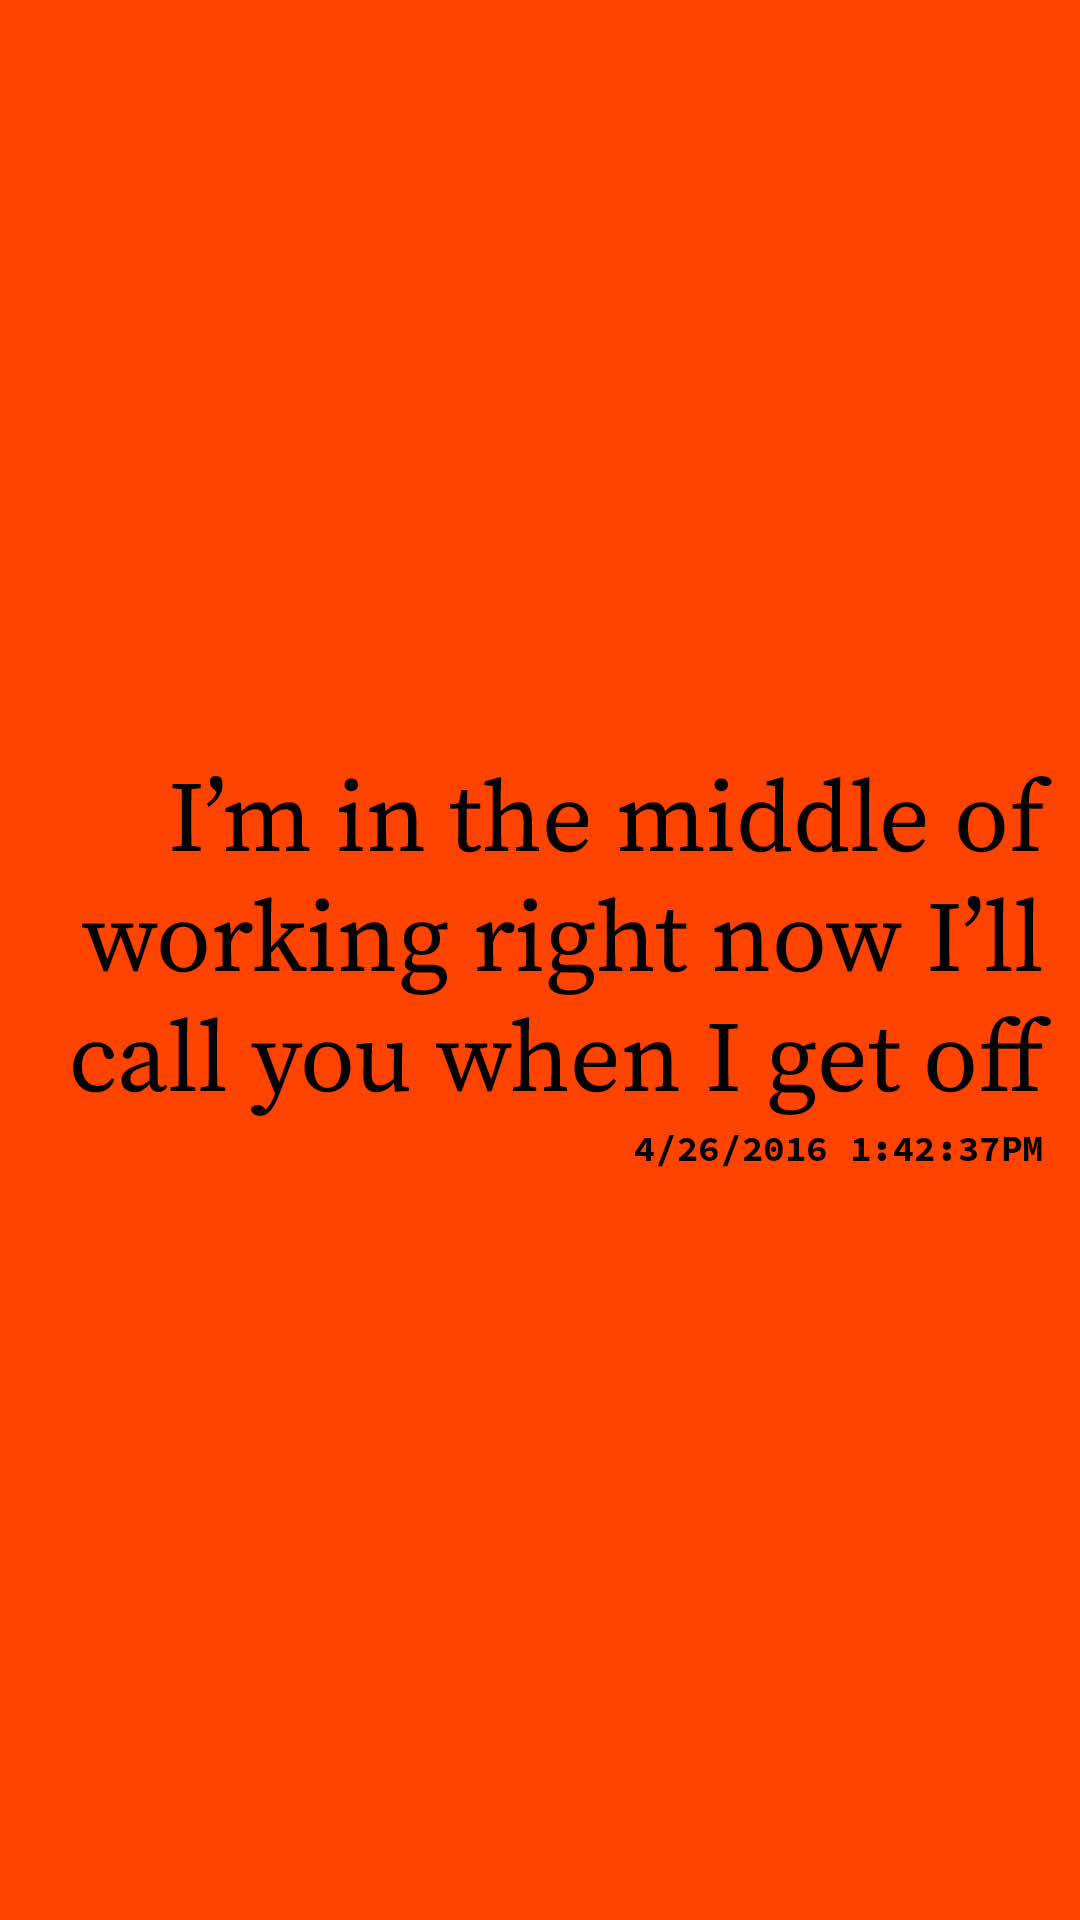 I’m in the middle of
working right now I’ll
call you when I get off
4/26/2016 1:42:37PM